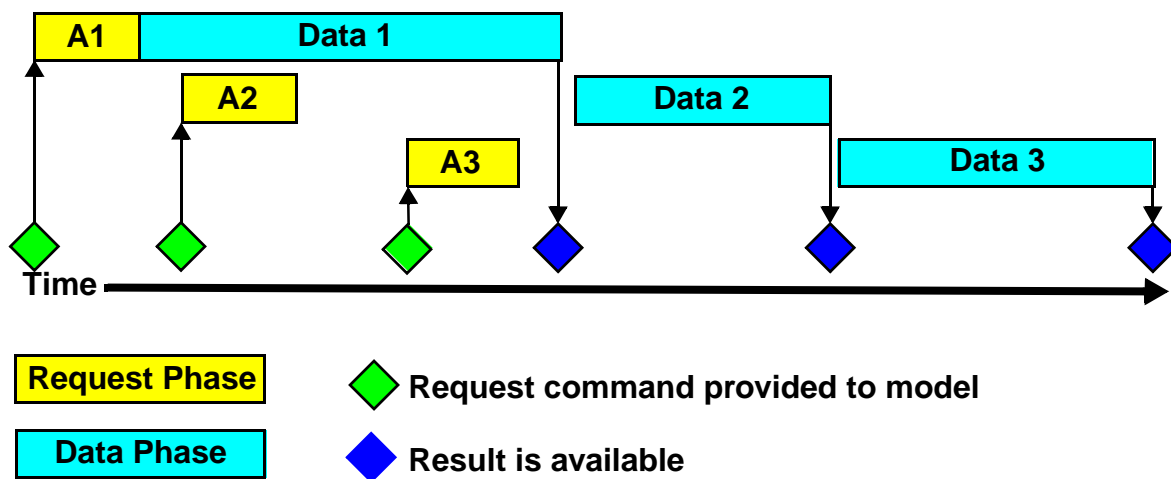 A1
Data 1
A2
Data 2
A3
Data 3
Time
Request Phase
Request command provided to model
Data Phase
Result is available